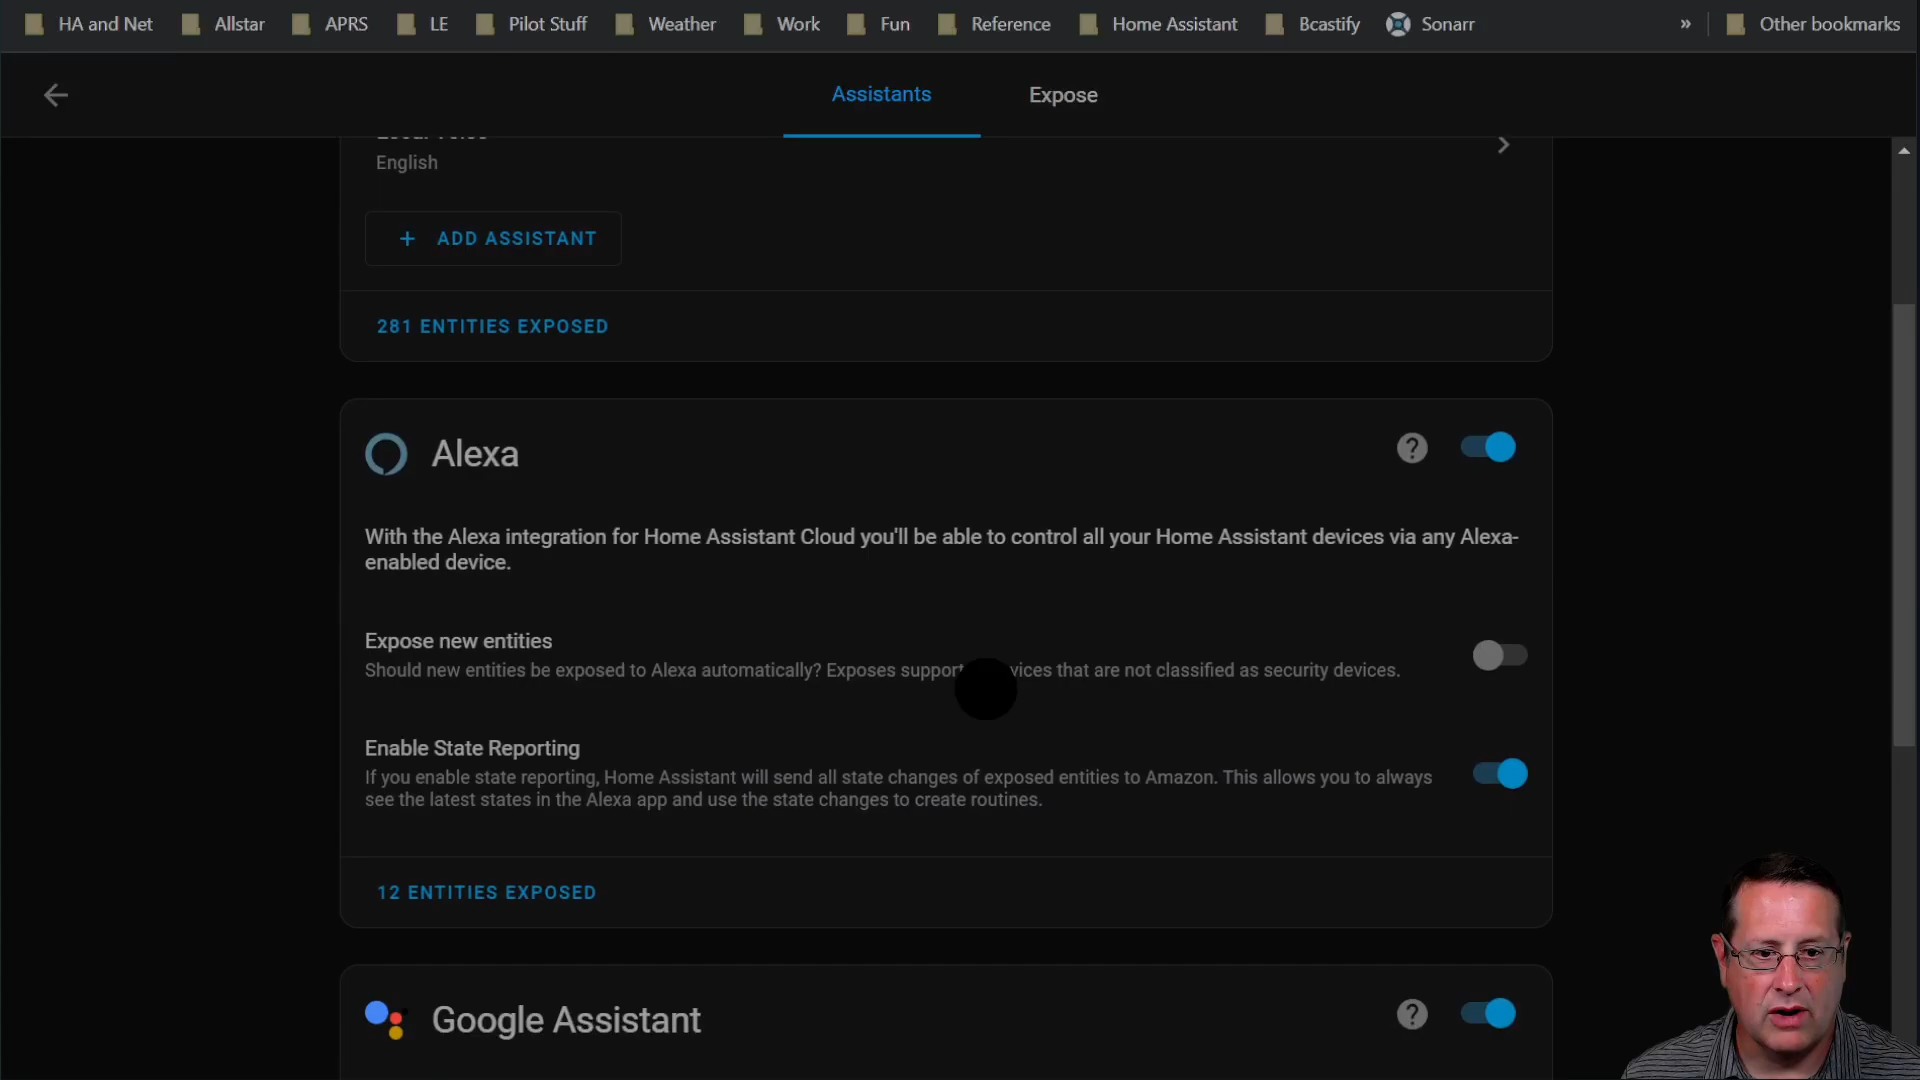 HA and Net
Allstar
APRS
LE
Pilot Stuff
Weather
Work
Fun
Reference
Home Assistant
Bcastify
Sonarr
»
Other bookmarks
Assistants
Expose
English
+ ADD ASSISTANT
281 ENTITIES EXPOSED
Alexa
?
With the Alexa integration for Home Assistant Cloud you'll be able to control all your Home Assistant devices via any Alexa-
enabled device.
Expose new entities
Should new entities be exposed to Alexa automatically? Exposes that are not classified as security devices.
Enable State Reporting
If you enable state reporting, Home Assistant will send all state changes of exposed entities to Amazon. This allows you to always
see the latest states in the Alexa app and use the state changes to create routines.
12 ENTITIES EXPOSED
Google Assistant
?